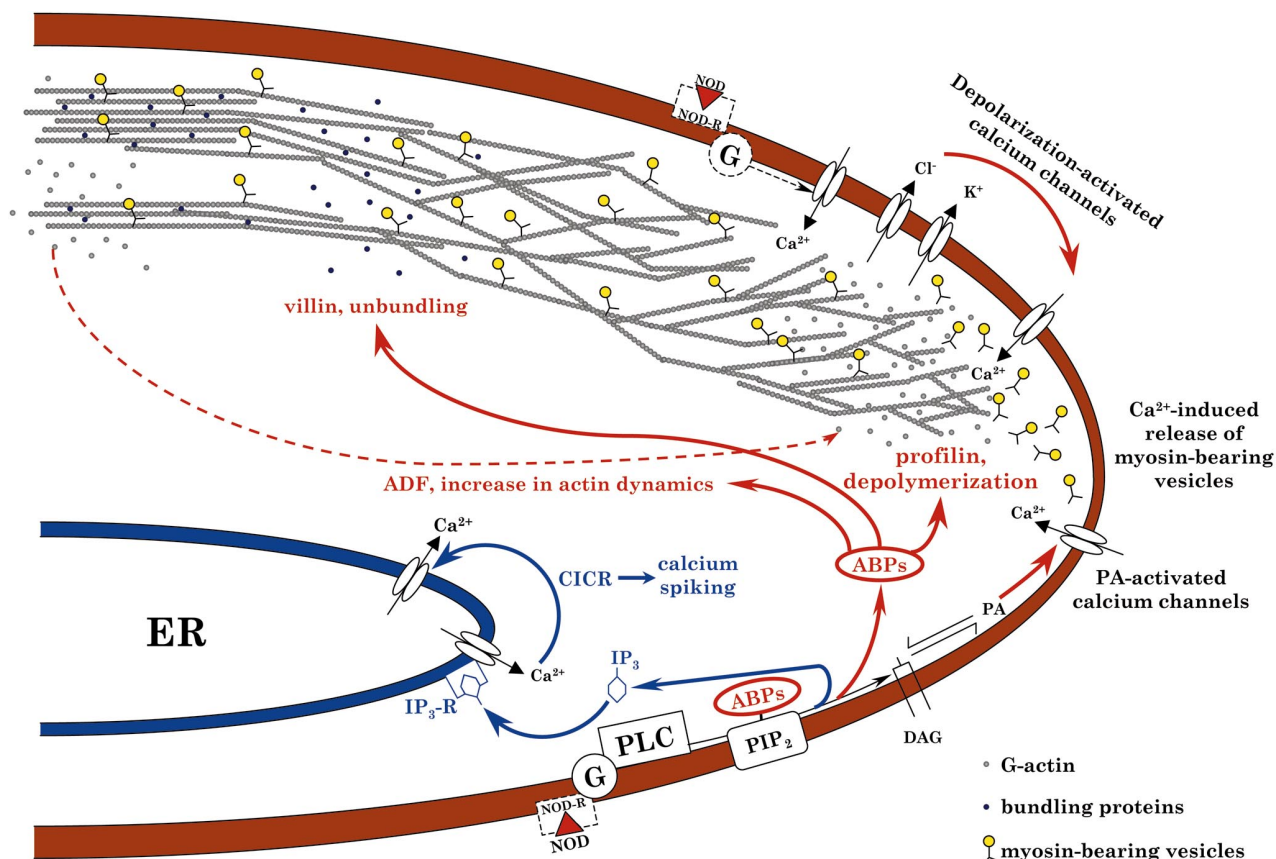 NOD
NOD-R
G
Depolarization-activated
calcium channels
Cl⁻
K⁺
Ca²⁺
villin, unbundling
Ca²⁺
Ca²⁺-induced
release of
myosin-bearing
vesicles
profilin,
depolymerization
ADF, increase in actin dynamics
Ca²⁺
Ca²⁺
ABPs
CICR
calcium
spiking
PA-activated
calcium channels
PA
ER
Ca²⁺
IP₃
IP₃-R
ABPs
PLC
PIP₂
DAG
G
NOD-R
NOD
G-actin
bundling proteins
myosin-bearing vesicles